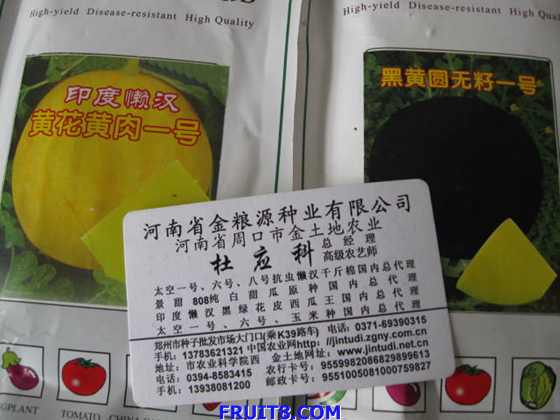 High-yield Disease-resistant High Quality
High-yield Disease-resistant High
印度懒汉
黄花黄肉一号
黑黄圆无籽一号
河南省金粮源种业有限公司
河南省周口市金土地农业
杜应科 总经理
高级农艺师
太空一号、六号、八号抗虫懒汉千斤棉国内总代理
景甜808纯白甜瓜原种国内总代理
印度懒汉黑绿花皮西瓜王国内总代理
太空一号、六号、玉米种国内总代理
郑州市种子批发市场大门口(乘K39路车) 电话: 0371-69390315
手机: 13783621321 中国农业网http://jintudi.zgny.com.cn
地址: 市农业科学院西 金土地网址: www.jintudi.net.cn
电话: 0394-8583415 农行卡号: 9559982086829899613
手机: 13938081200 邮政卡号: 9551005081000759827
EGGPLANT
TOMATO
FRUIT8.COM